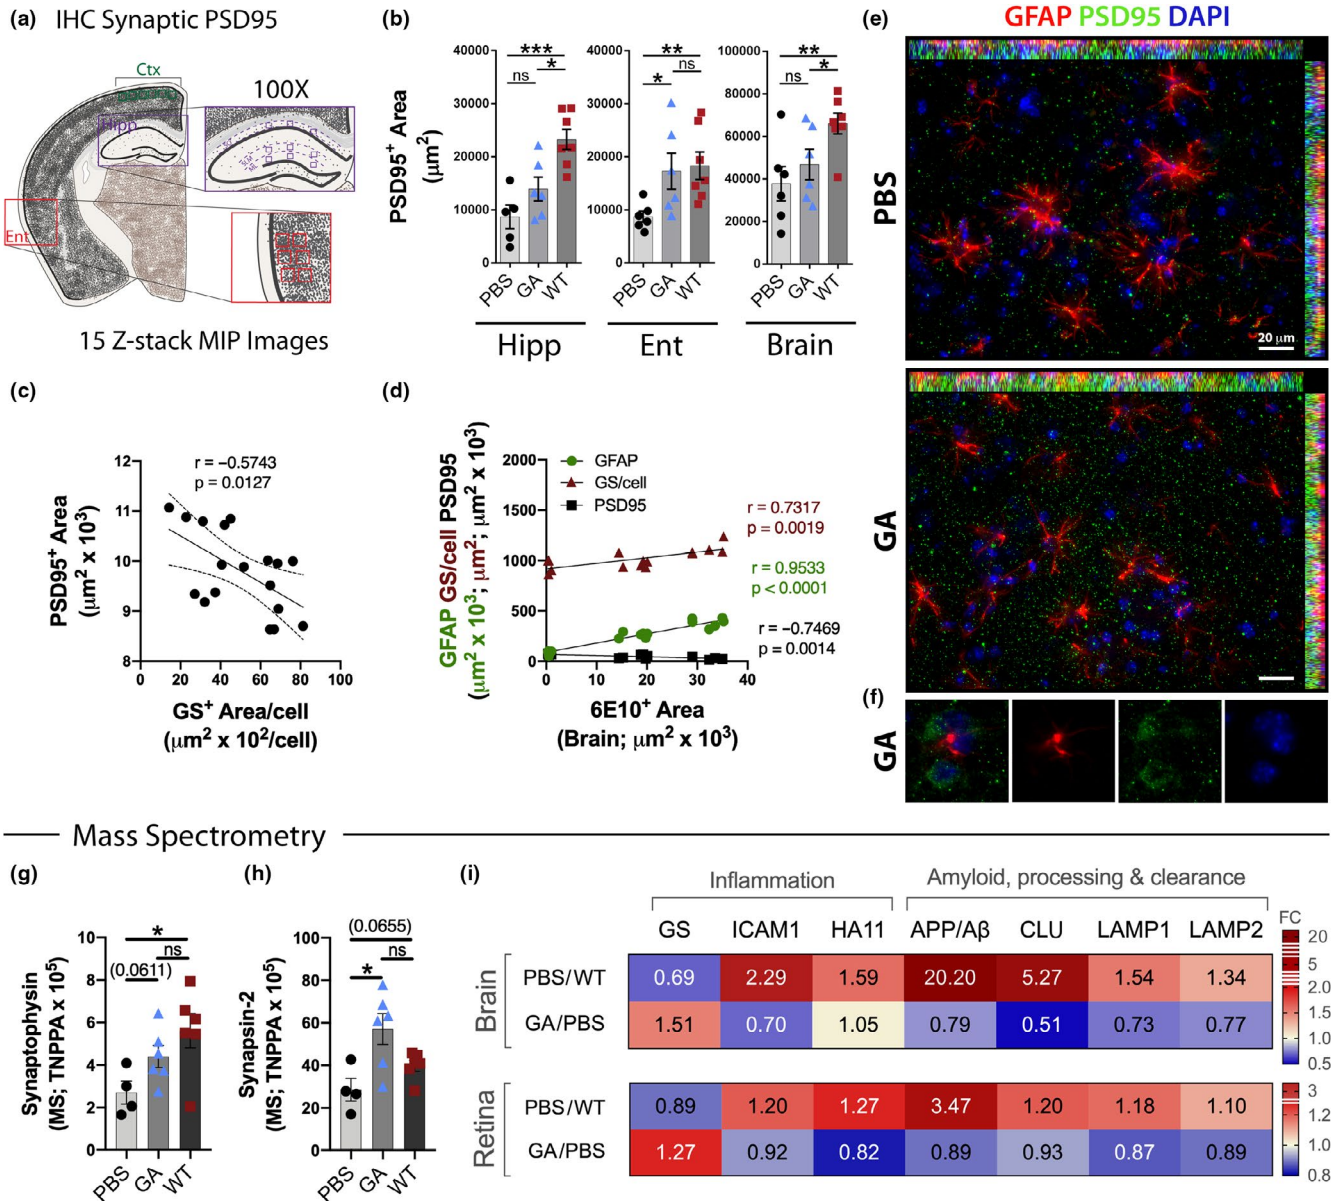 (a) IHC Synaptic PSD95
Ctx
100X
Hipp
Ent
15 Z-stack MIP Images
(b)
PSD95+ Area
(μm²)
40000
30000
20000
10000
0
***
ns
*
PBS
GA
WT
Hipp
40000
30000
20000
10000
0
**
*
ns
PBS
GA
WT
Ent
100000
80000
60000
40000
20000
0
**
ns
*
PBS
GA
WT
Brain
(c)
PSD95+ Area
(μm² x 10³)
12
11
10
9
8
r = −0.5743
p = 0.0127
0 20 40 60 80 100
GS+ Area/cell
(μm² x 10²/cell)
(d)
GFAP GS/cell PSD95
(μm² x 10³; μm²; μm² x 10³)
2000
1500
1000
500
0
GFAP
GS/cell
PSD95
r = 0.7317
p = 0.0019
r = 0.9533
p < 0.0001
r = −0.7469
p = 0.0014
0 10 20 30 40
6E10+ Area
(Brain; μm² x 10³)
(e)
GFAP PSD95 DAPI
PBS
20 μm
GA
(f)
GA
Mass Spectrometry
(g)
Synaptophysin
(MS; TNPPA x 10⁵)
10
8
6
4
2
0
*
(0.0611)
ns
PBS
GA
WT
(h)
Synapsin-2
(MS; TNPPA x 10⁵)
100
80
60
40
20
0
(0.0655)
ns
*
PBS
GA
WT
(i)
Inflammation Amyloid, processing & clearance
GS ICAM1 HA11 APP/Aβ CLU LAMP1 LAMP2
Brain
PBS/WT 0.69 2.29 1.59 20.20 5.27 1.54 1.34
GA/PBS 1.51 0.70 1.05 0.79 0.51 0.73 0.77
Retina
PBS/WT 0.89 1.20 1.27 3.47 1.20 1.18 1.10
GA/PBS 1.27 0.92 0.82 0.89 0.93 0.87 0.89
FC
20
5
2.0
1.5
1.0
0.5
3
1.2
1.0
0.8